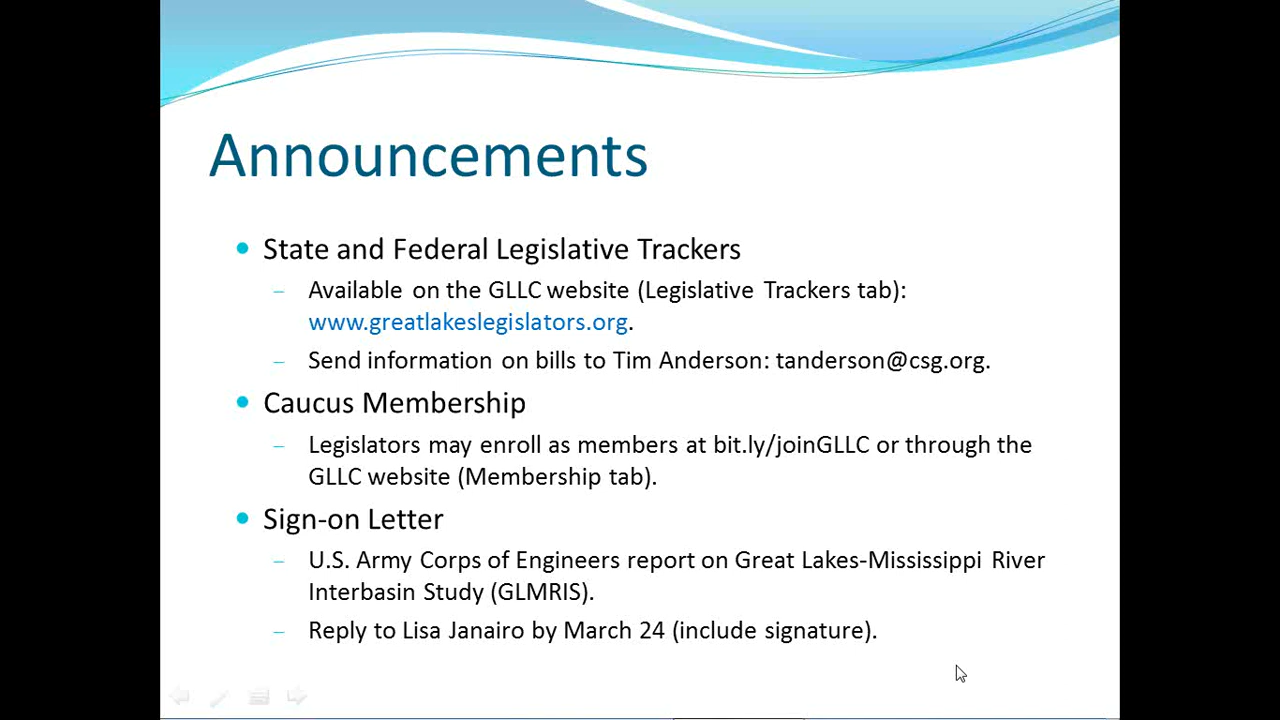 Announcements
• State and Federal Legislative Trackers
– Available on the GLLC website (Legislative Trackers tab):
www.greatlakeslegislators.org.
– Send information on bills to Tim Anderson: tanderson@csg.org.
• Caucus Membership
– Legislators may enroll as members at bit.ly/joinGLLC or through the
GLLC website (Membership tab).
• Sign-on Letter
– U.S. Army Corps of Engineers report on Great Lakes-Mississippi River
Interbasin Study (GLMRIS).
– Reply to Lisa Janairo by March 24 (include signature).